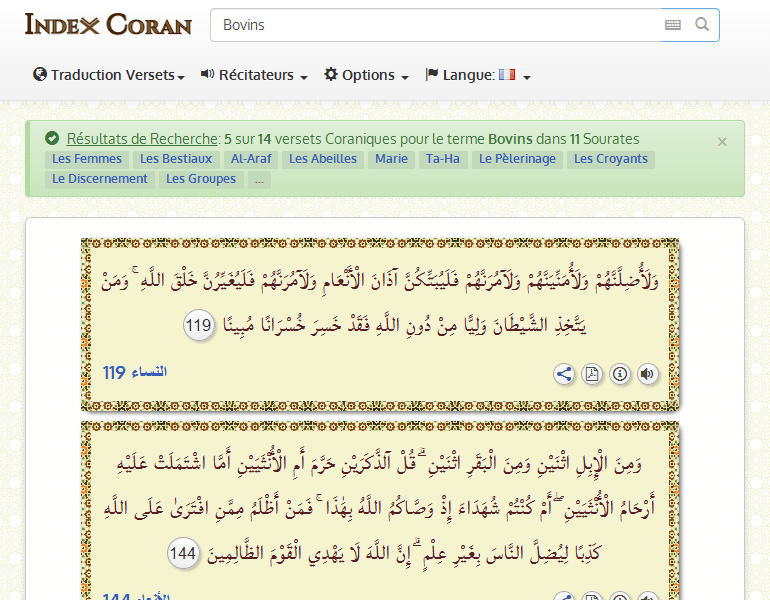 Index Coran
Bovins
Traduction Versets Récitateurs Options Langue:
Résultats de Recherche: 5 sur 14 versets Coraniques pour le terme Bovins dans 11 Sourates ×
Les Femmes Les Bestiaux Al-Araf Les Abeilles Marie Ta-Ha Le Pèlerinage Les Croyants
Le Discernement Les Groupes ...
وَلَأُضِلَّنَّهُمْ وَلَأُمَنِّيَنَّهُمْ وَلَآمُرَنَّهُمْ فَلَيُبَتِّكُنَّ آذَانَ الْأَنْعَامِ وَلَآمُرَنَّهُمْ فَلَيُغَيِّرُنَّ خَلْقَ اللَّهِ ۚ وَمَنْ
يَتَّخِذِ الشَّيْطَانَ وَلِيًّا مِنْ دُونِ اللَّهِ فَقَدْ خَسِرَ خُسْرَانًا مُبِينًا 119
النساء 119
وَمِنَ الْإِبِلِ اثْنَيْنِ وَمِنَ الْبَقَرِ اثْنَيْنِ ۗ قُلْ آلذَّكَرَيْنِ حَرَّمَ أَمِ الْأُنْثَيَيْنِ أَمَّا اشْتَمَلَتْ عَلَيْهِ
أَرْحَامُ الْأُنْثَيَيْنِ ۖ أَمْ كُنْتُمْ شُهَدَاءَ إِذْ وَصَّاكُمُ اللَّهُ بِهَٰذَا ۚ فَمَنْ أَظْلَمُ مِمَّنِ افْتَرَىٰ عَلَى اللَّهِ
كَذِبًا لِيُضِلَّ النَّاسَ بِغَيْرِ عِلْمٍ ۗ إِنَّ اللَّهَ لَا يَهْدِي الْقَوْمَ الظَّالِمِينَ 144
الأنعام 144